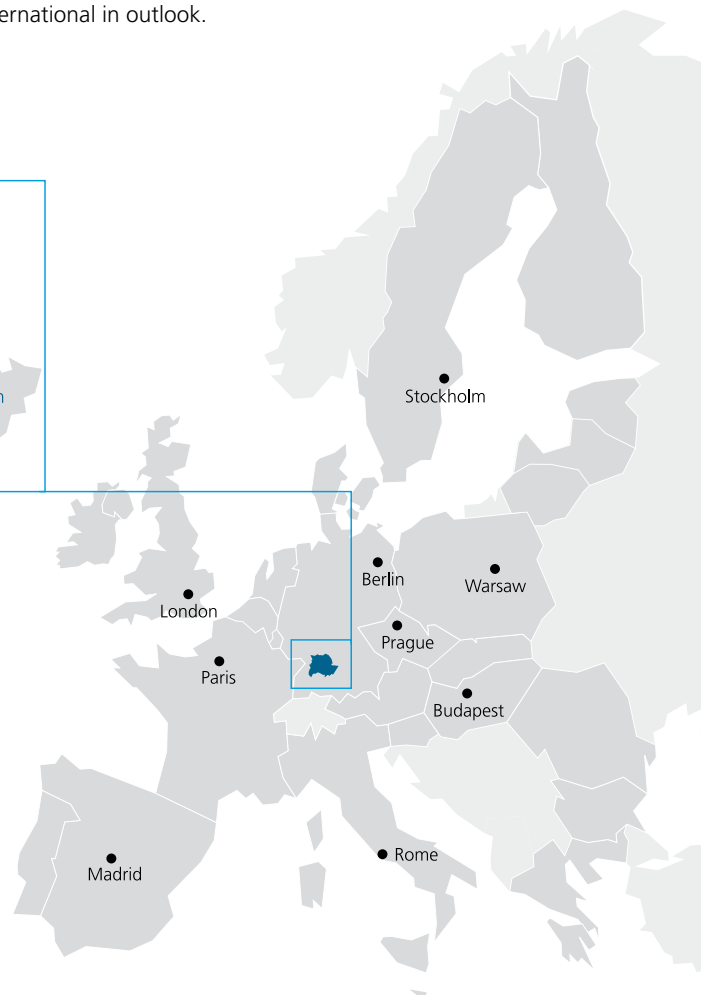 ernational in outlook.
Stockholm
Berlin
Warsaw
London
Prague
Paris
Budapest
Rome
Madrid